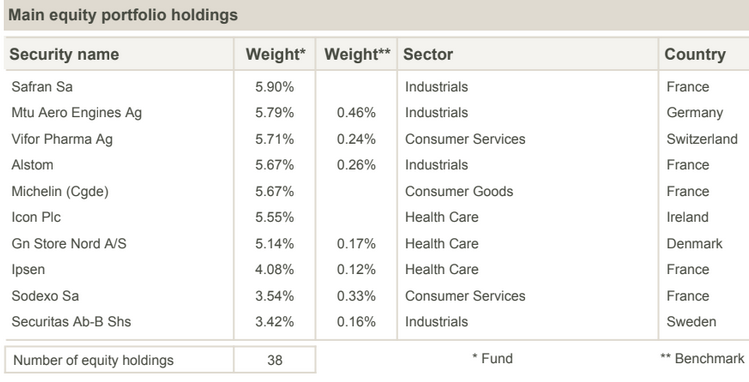 Main equity portfolio holdings
Security name Weight* Weight** Sector Country
Safran Sa 5.90% Industrials France
Mtu Aero Engines Ag 5.79% 0.46% Industrials Germany
Vifor Pharma Ag 5.71% 0.24% Consumer Services Switzerland
Alstom 5.67% 0.26% Industrials France
Michelin (Cgde) 5.67% Consumer Goods France
Icon Plc 5.55% Health Care Ireland
Gn Store Nord A/S 5.14% 0.17% Health Care Denmark
Ipsen 4.08% 0.12% Health Care France
Sodexo Sa 3.54% 0.33% Consumer Services France
Securitas Ab-B Shs 3.42% 0.16% Industrials Sweden
Number of equity holdings 38 * Fund ** Benchmark